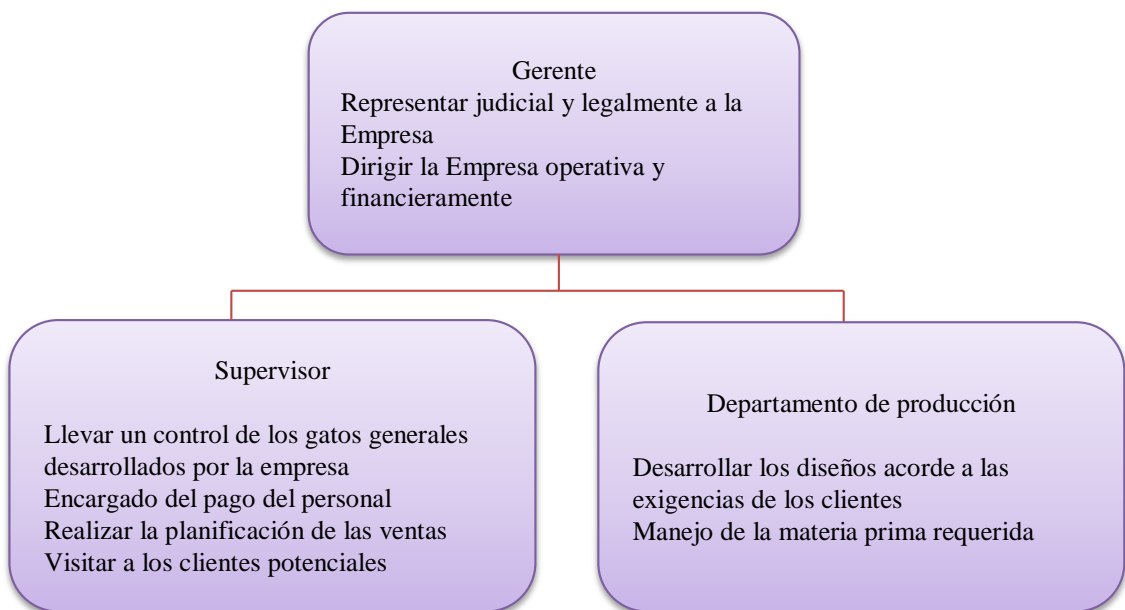 Gerente
Representar judicial y legalmente a la
Empresa
Dirigir la Empresa operativa y
financieramente
Supervisor
Llevar un control de los gatos generales
desarrollados por la empresa
Encargado del pago del personal
Realizar la planificación de las ventas
Visitar a los clientes potenciales
Departamento de producción
Desarrollar los diseños acorde a las
exigencias de los clientes
Manejo de la materia prima requerida